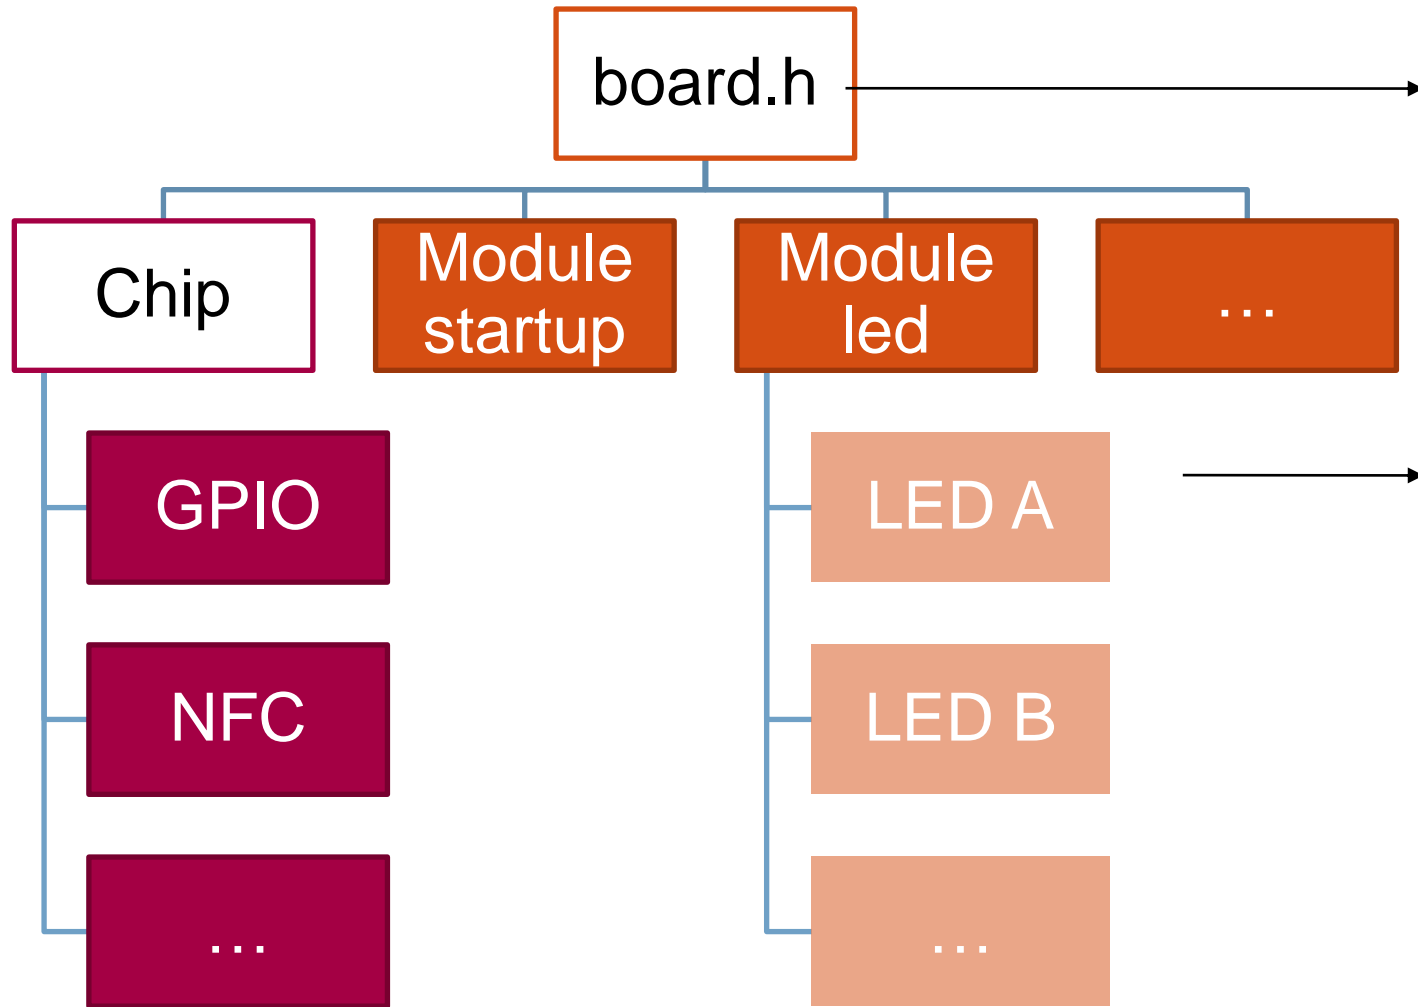 board.h
Chip
Module
startup
Module
led
...
GPIO
LED A
NFC
LED B
...
...